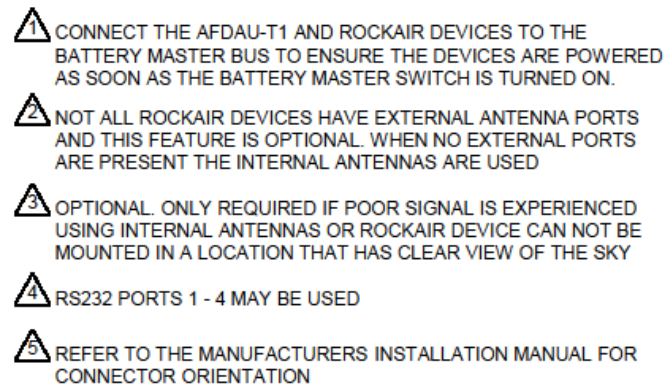 1 CONNECT THE AFDAU-T1 AND ROCKAIR DEVICES TO THE
BATTERY MASTER BUS TO ENSURE THE DEVICES ARE POWERED
AS SOON AS THE BATTERY MASTER SWITCH IS TURNED ON.
2 NOT ALL ROCKAIR DEVICES HAVE EXTERNAL ANTENNA PORTS
AND THIS FEATURE IS OPTIONAL. WHEN NO EXTERNAL PORTS
ARE PRESENT THE INTERNAL ANTENNAS ARE USED
3 OPTIONAL. ONLY REQUIRED IF POOR SIGNAL IS EXPERIENCED
USING INTERNAL ANTENNAS OR ROCKAIR DEVICE CAN NOT BE
MOUNTED IN A LOCATION THAT HAS CLEAR VIEW OF THE SKY
4 RS232 PORTS 1 - 4 MAY BE USED
5 REFER TO THE MANUFACTURERS INSTALLATION MANUAL FOR
CONNECTOR ORIENTATION